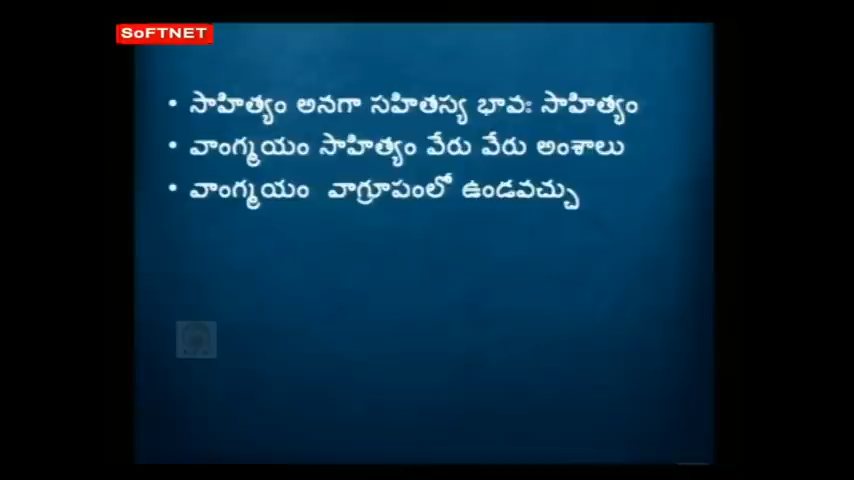 SoFTNET
• సాహిత్యం అనగా సహితస్య భావః సాహిత్యం
• వాంగ్మయం సాహిత్యం వేరు వేరు అంశాలు
• వాంగ్మయం వాగ్రూపంలో ఉండవచ్చు